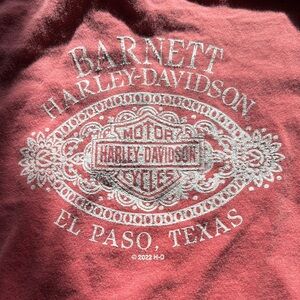 BARNETT
HARLEY-DAVIDSON
MOTOR
HARLEY-DAVIDSON
CYCLES
EL PASO, TEXAS
© 2022 H-D